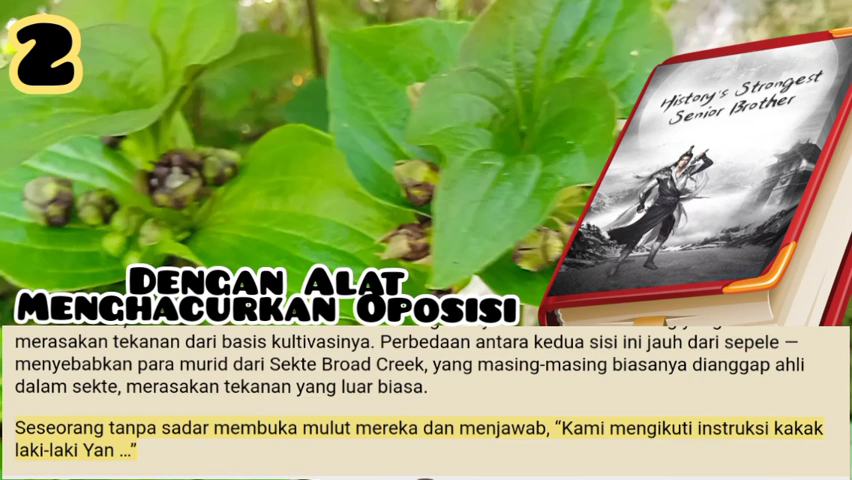 2
History's Strongest
Senior Brother
DENGAN ALAT
MENGHACURKAN OPOSISI
merasakan tekanan dari basis kultivasinya. Perbedaan antara kedua sisi ini jauh dari sepele —
menyebabkan para murid dari Sekte Broad Creek, yang masing-masing biasanya dianggap ahli
dalam sekte, merasakan tekanan yang luar biasa.
Seseorang tanpa sadar membuka mulut mereka dan menjawab, “Kami mengikuti instruksi kakak
laki-laki Yan ...”